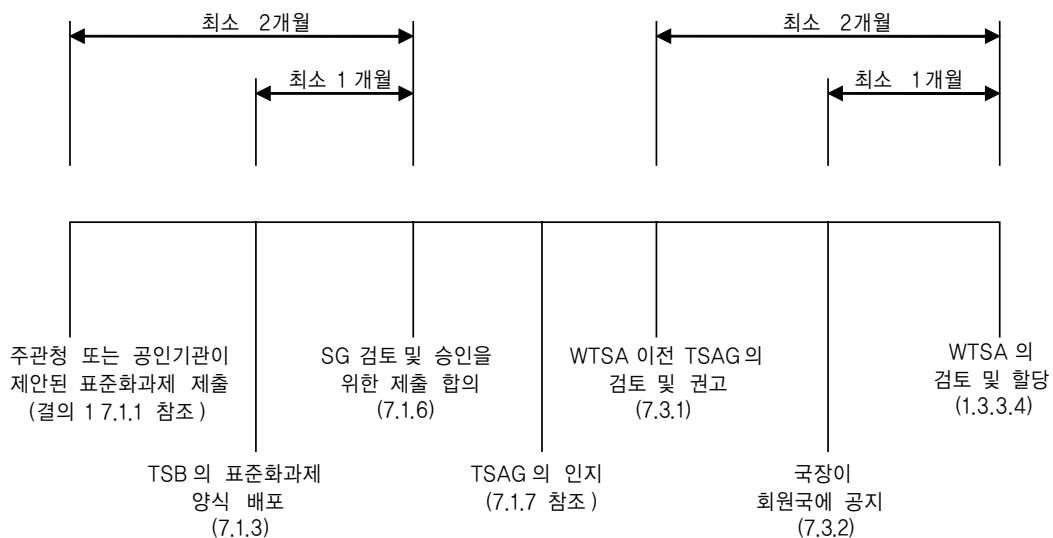 최소 2개월
최소 2개월
최소 1 개월
최소 1개월
주관청 또는 공인기관이
제안된 표준화과제 제출
(결의 1 7.1.1 참조 )
SG 검토 및 승인을
위한 제출 합의
(7.1.6)
WTSA 이전 TSAG의
검토 및 권고
(7.3.1)
WTSA 의
검토 및 할당
(1.3.3.4)
TSB 의 표준화과제
양식 배포
(7.1.3)
TSAG 의 인지
(7.1.7 참조 )
국장이
회원국에 공지
(7.3.2)